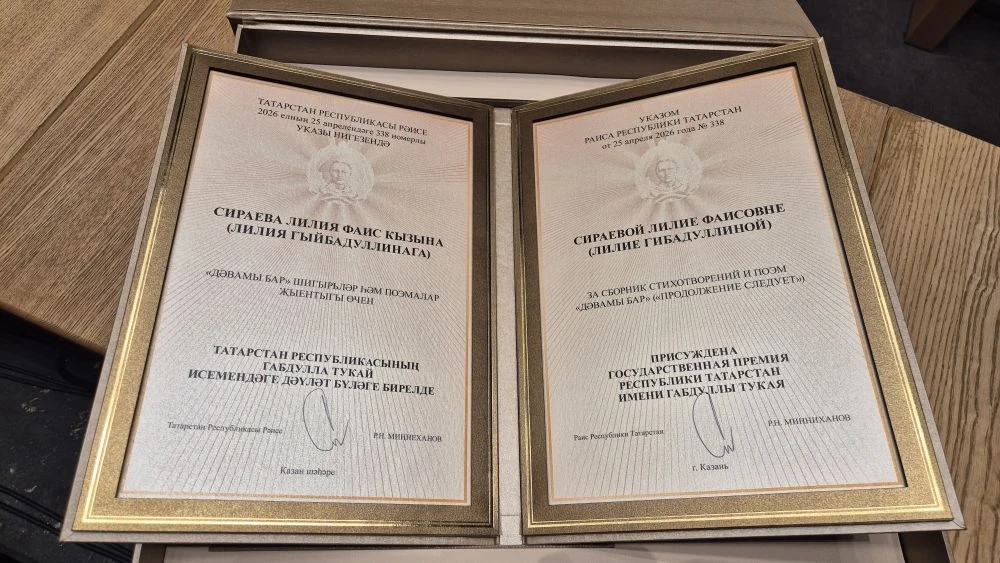 ТАТАРСТАН РЕСПУБЛИКАСЫ РӘИСЕ
2026 елның 25 апрелендәге 338 номерлы
УКАЗЫ НИГЕЗЕНДӘ
СИРАЕВА ЛИЛИЯ ФАИС КЫЗЫНА
(ЛИЛИЯ ГЫЙБАДУЛЛИНАГА)
«ДӘВАМЫ БАР» ШИГЫРЬЛӘР ҺӘМ ПОЭМАЛАР
ҖЫЕНТЫГЫ ӨЧЕН
ТАТАРСТАН РЕСПУБЛИКАСЫНЫҢ
ГАБДУЛЛА ТУКАЙ
ИСЕМЕНДӘГЕ ДӘҮЛӘТ БҮЛӘГЕ БИРЕЛДЕ
Татарстан Республикасы Рәисе Р.Н. МИННИХАНОВ
Казан шәһәре
УКАЗОМ
РАИСА РЕСПУБЛИКИ ТАТАРСТАН
от 25 апреля 2026 года № 338
СИРАЕВОЙ ЛИЛИЕ ФАИСОВНЕ
(ЛИЛИЕ ГИБАДУЛЛИНОЙ)
ЗА СБОРНИК СТИХОТВОРЕНИЙ И ПОЭМ
«ДӘВАМЫ БАР» («ПРОДОЛЖЕНИЕ СЛЕДУЕТ»)
ПРИСУЖДЕНА
ГОСУДАРСТВЕННАЯ ПРЕМИЯ
РЕСПУБЛИКИ ТАТАРСТАН
ИМЕНИ ГАБДУЛЛЫ ТУКАЯ
Раис Республики Татарстан Р.Н. МИННИХАНОВ
г. Казань